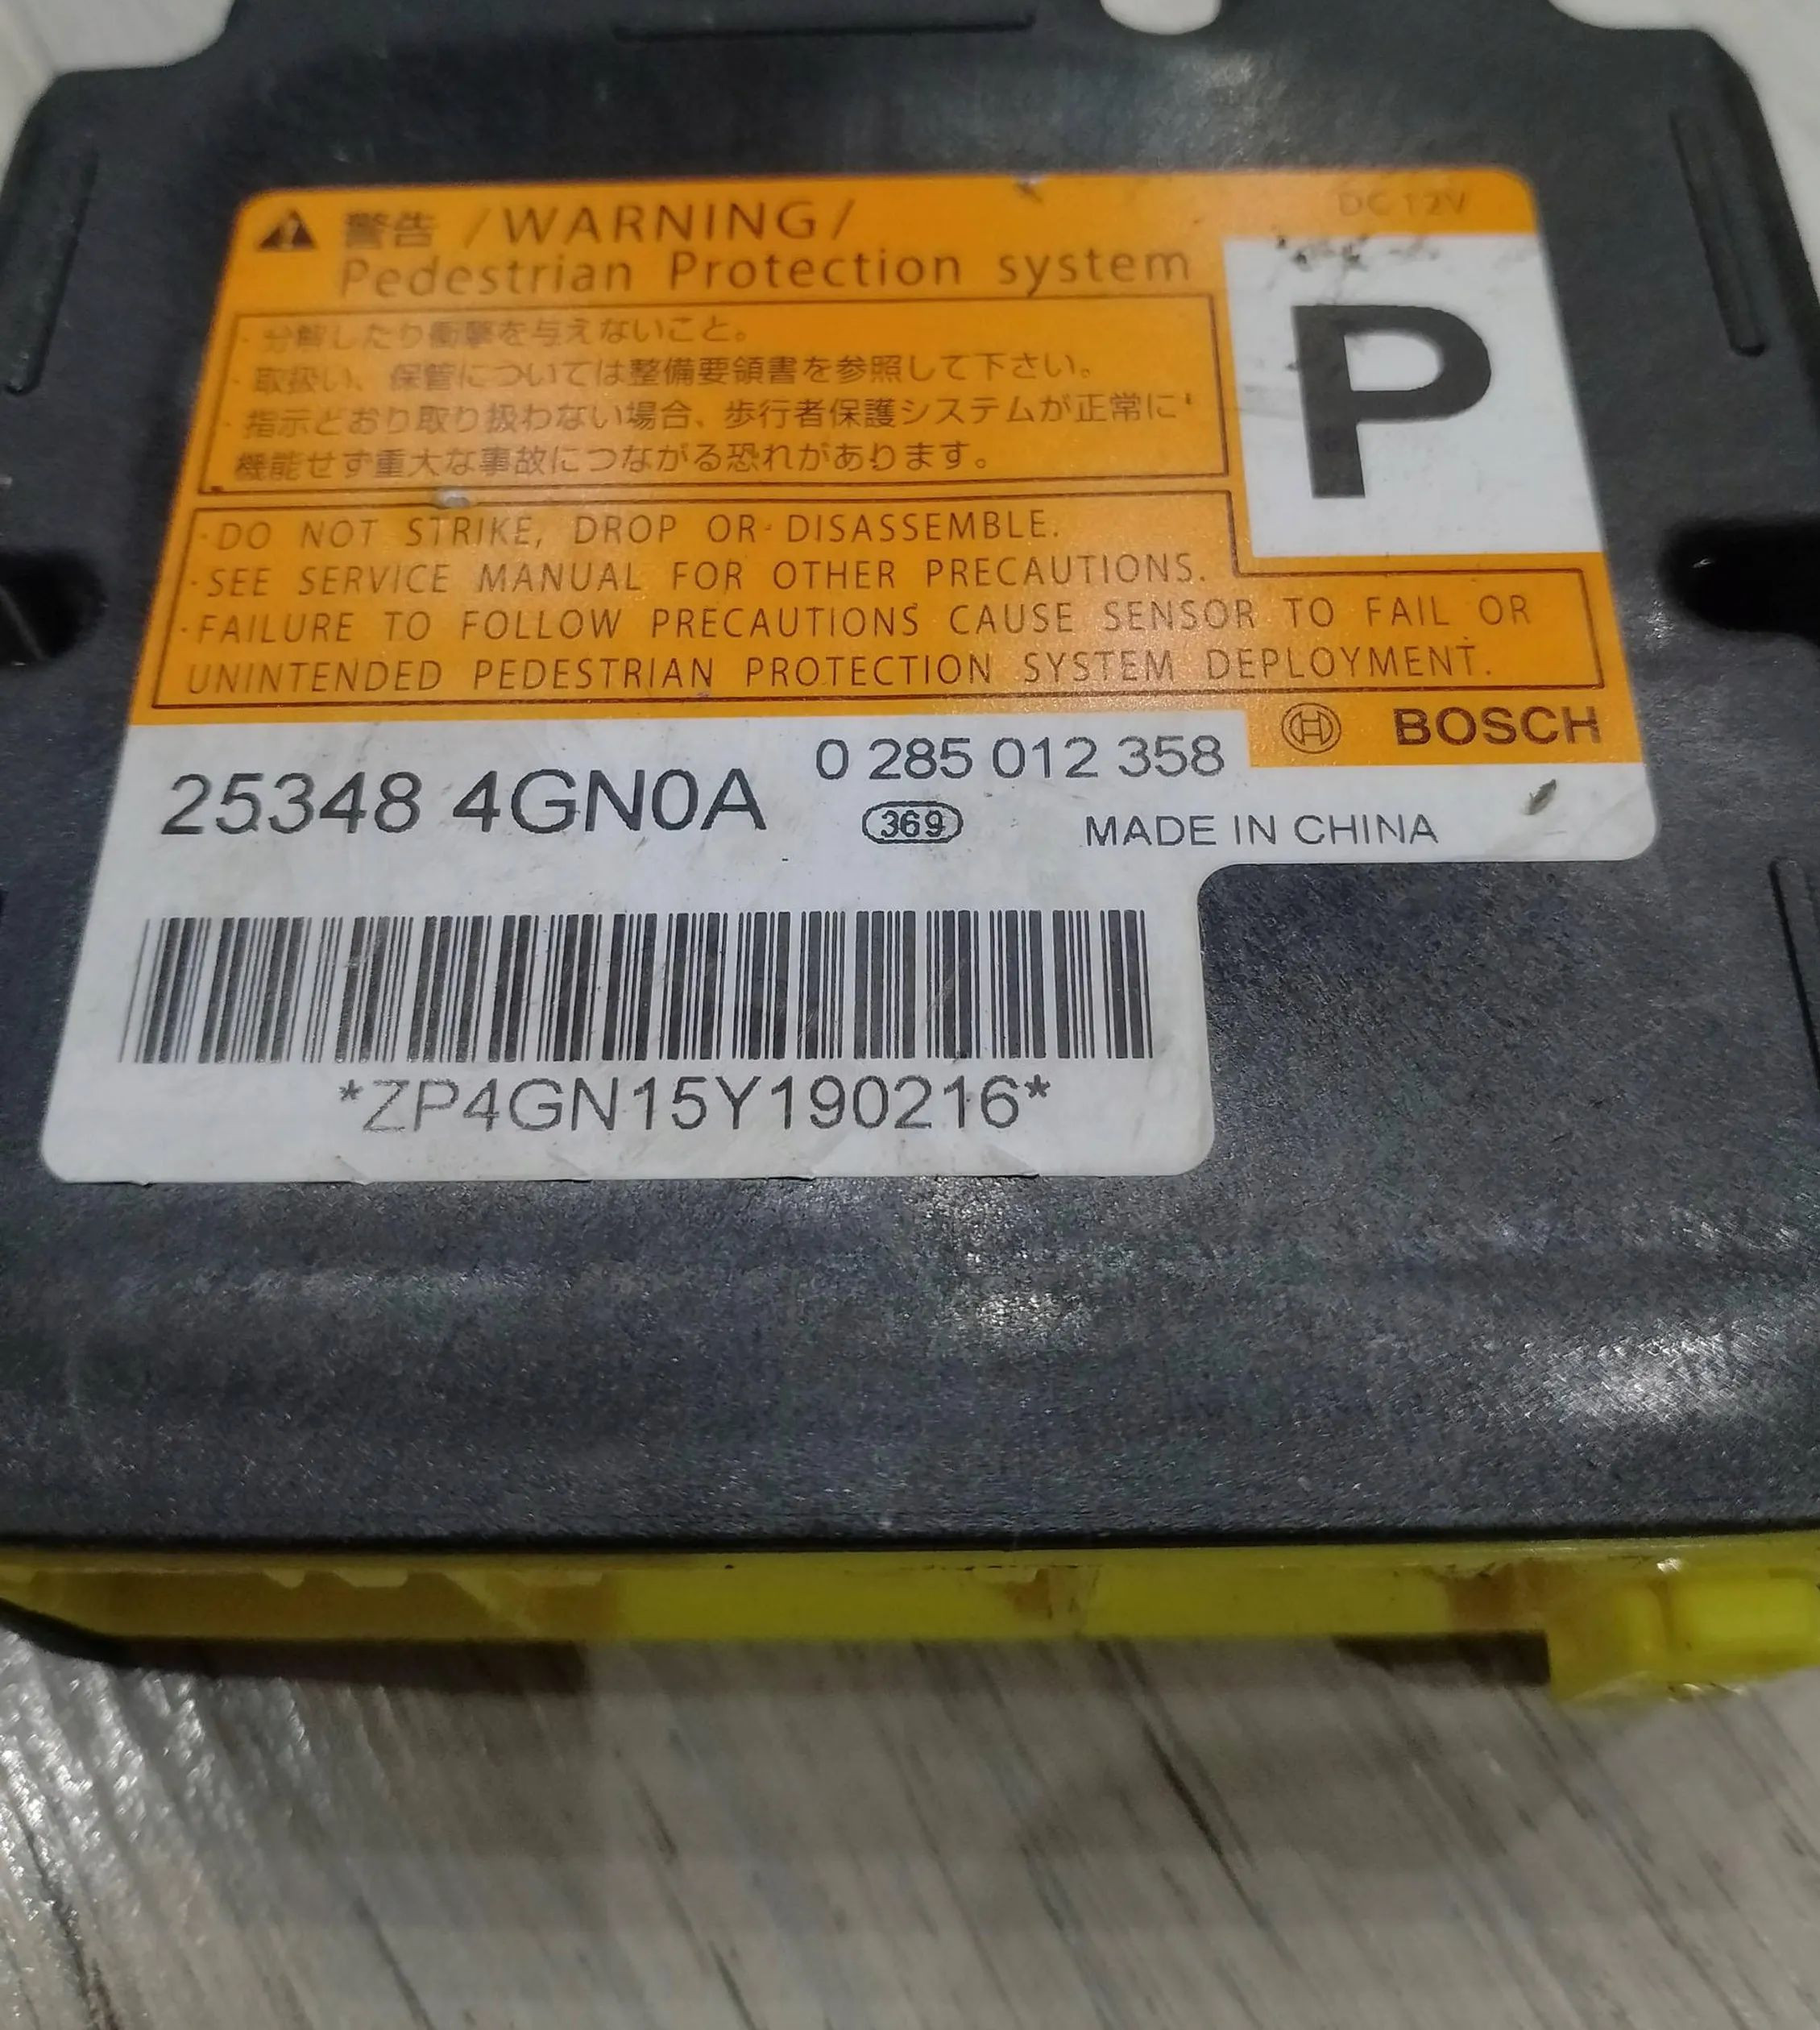 警告 /WARNING/
DC 12V
Pedestrian Protection system
・分解したり衝撃を与えないこと。
・取扱い、保管については整備要領書を参照して下さい。
・指示どおり取り扱わない場合、歩行者保護システムが正常に
機能せず重大な事故につながる恐れがあります。
P
·DO NOT STRIKE, DROP OR DISASSEMBLE.
·SEE SERVICE MANUAL FOR OTHER PRECAUTIONS.
·FAILURE TO FOLLOW PRECAUTIONS CAUSE SENSOR TO FAIL OR
UNINTENDED PEDESTRIAN PROTECTION SYSTEM DEPLOYMENT.
BOSCH
25348 4GN0A
0 285 012 358
369
MADE IN CHINA
*ZP4GN15Y190216*